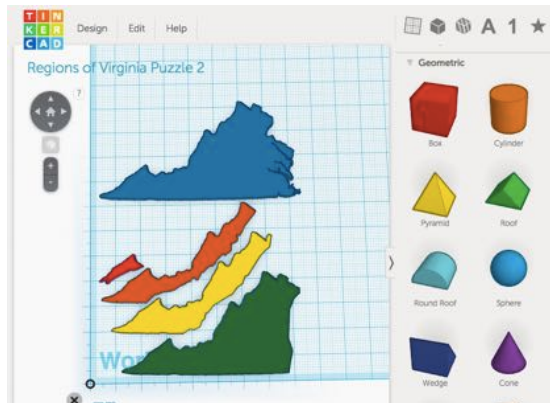 TIN
KER
CAD
Design Edit Help
A 1
Regions of Virginia Puzzle 2
?
Geometric
Box Cylinder
Pyramid Roof
Round Roof Sphere
Wedge Cone